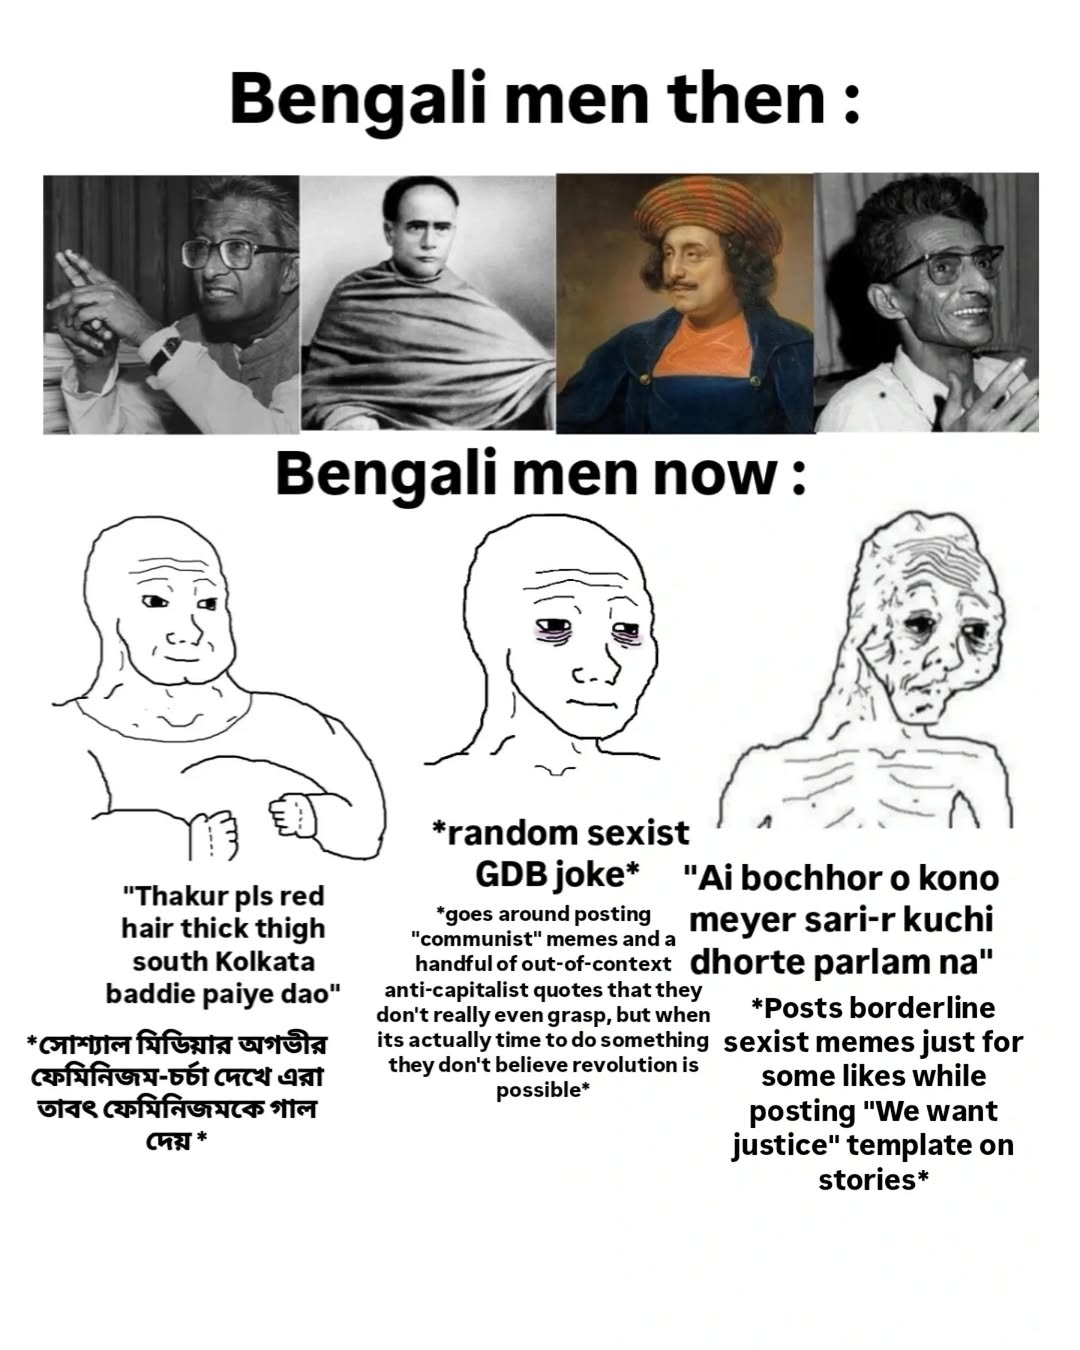 Bengali men then :
Bengali men now :
"Thakur pls red
hair thick thigh
south Kolkata
baddie paiye dao"
*সোশ্যাল মিডিয়ার অগভীর
ফেমিনিজম-চর্চা দেখে এরা
তাবৎ ফেমিনিজমকে গাল
দেয় *
*random sexist
GDB joke*
*goes around posting
"communist" memes and a
handful of out-of-context
anti-capitalist quotes that they
don't really even grasp, but when
its actually time to do something
they don't believe revolution is
possible*
"Ai bochhor o kono
meyer sari-r kuchi
dhorte parlam na"
*Posts borderline
sexist memes just for
some likes while
posting "We want
justice" template on
stories*